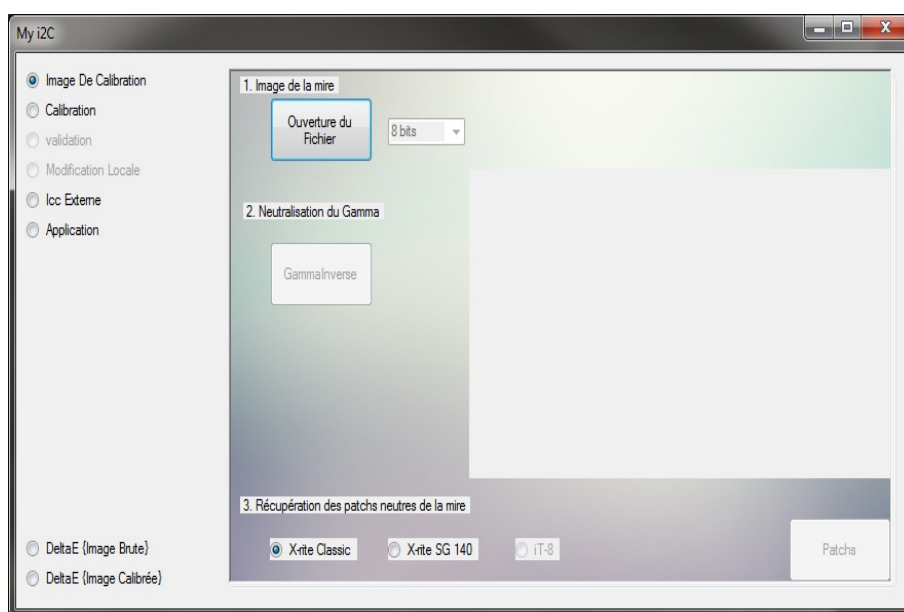 My i2C
Image De Calibration
Calibration
validation
Modification Locale
Icc Externe
Application
DeltaE {Image Brute}
DeltaE {Image Calibrée}
1. Image de la mire
Ouverture du
Fichier
8 bits
2. Neutralisation du Gamma
GammaInverse
3. Récupération des patchs neutres de la mire
X-rite Classic
X-rite SG 140
iT-8
Patchs